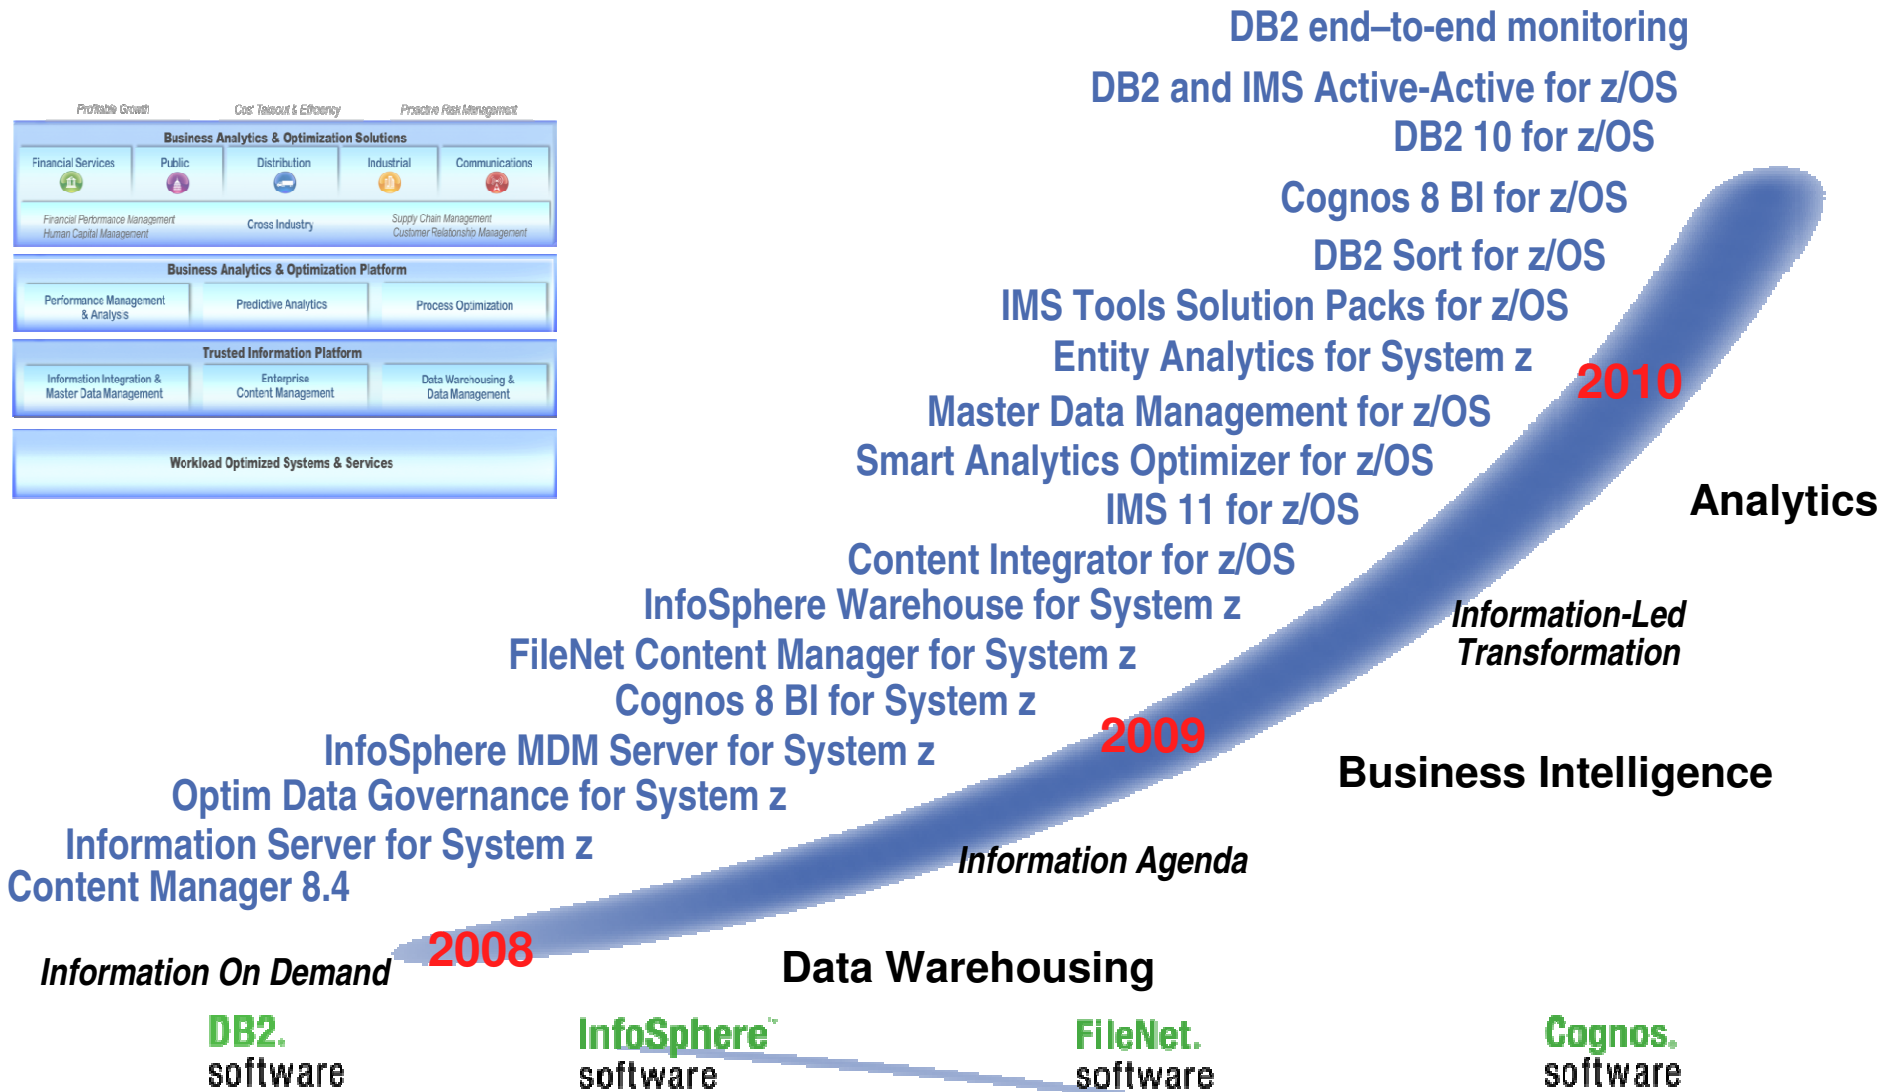 DB2 end–to-end monitoring
DB2 and IMS Active-Active for z/OS
DB2 10 for z/OS
Cognos 8 BI for z/OS
DB2 Sort for z/OS
IMS Tools Solution Packs for z/OS
Entity Analytics for System z
2010
Master Data Management for z/OS
Smart Analytics Optimizer for z/OS
IMS 11 for z/OS
Content Integrator for z/OS
InfoSphere Warehouse for System z
FileNet Content Manager for System z
Cognos 8 BI for System z
2009
InfoSphere MDM Server for System z
Optim Data Governance for System z
Information Server for System z
Content Manager 8.4
2008
Profitable Growth
Cost Takeout & Efficiency
Proactive Risk Management
Business Analytics & Optimization Solutions
Financial Services
Public
Distribution
Industrial
Communications
Financial Performance Management
Human Capital Management
Cross Industry
Supply Chain Management
Customer Relationship Management
Business Analytics & Optimization Platform
Performance Management
& Analysis
Predictive Analytics
Process Optimization
Trusted Information Platform
Information Integration &
Master Data Management
Enterprise
Content Management
Data Warehousing &
Data Management
Workload Optimized Systems & Services
Analytics
Information-Led
Transformation
Business Intelligence
Information Agenda
Data Warehousing
Information On Demand
DB2.
software
InfoSphere™
software
FileNet.
software
Cognos.
software